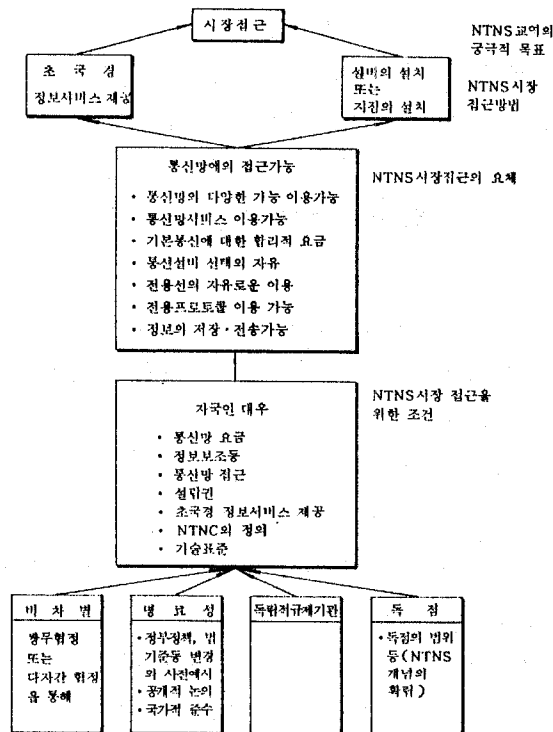 시장접근
NTNS교역의
궁극적 목표
초 국 경
정보서비스 제공
설비의 설치
또는
지점의 설치
NTNS시장
접근방법
통신망에의 접근가능
• 통신망의 다양한 기능 이용가능
• 통신망서비스 이용가능
• 기본통신에 대한 합리적 요금
• 통신설비 선택의 자유
• 전용선의 자유로운 이용
• 전용프로토콜 이용 가능
• 정보의 저장·전송가능
NTNS시장접근의 요체
자국인 대우
• 통신망 요금
• 정보보조등
• 통신망 접근
• 설립권
• 초국경 정보서비스 제공
• NTNC의 정의
• 기술표준
NTNS시장 접근을
위한 조건
비 차 별
쌍무협정
또는
다자간 협정
을 통해
명 료 성
• 정부정책, 법
기준등 변경
의 사전예시
• 공개적 논의
• 국가적 준수
독립적규제기관
독 점
• 독점의 범위
등(NTNS
개념의
확립)